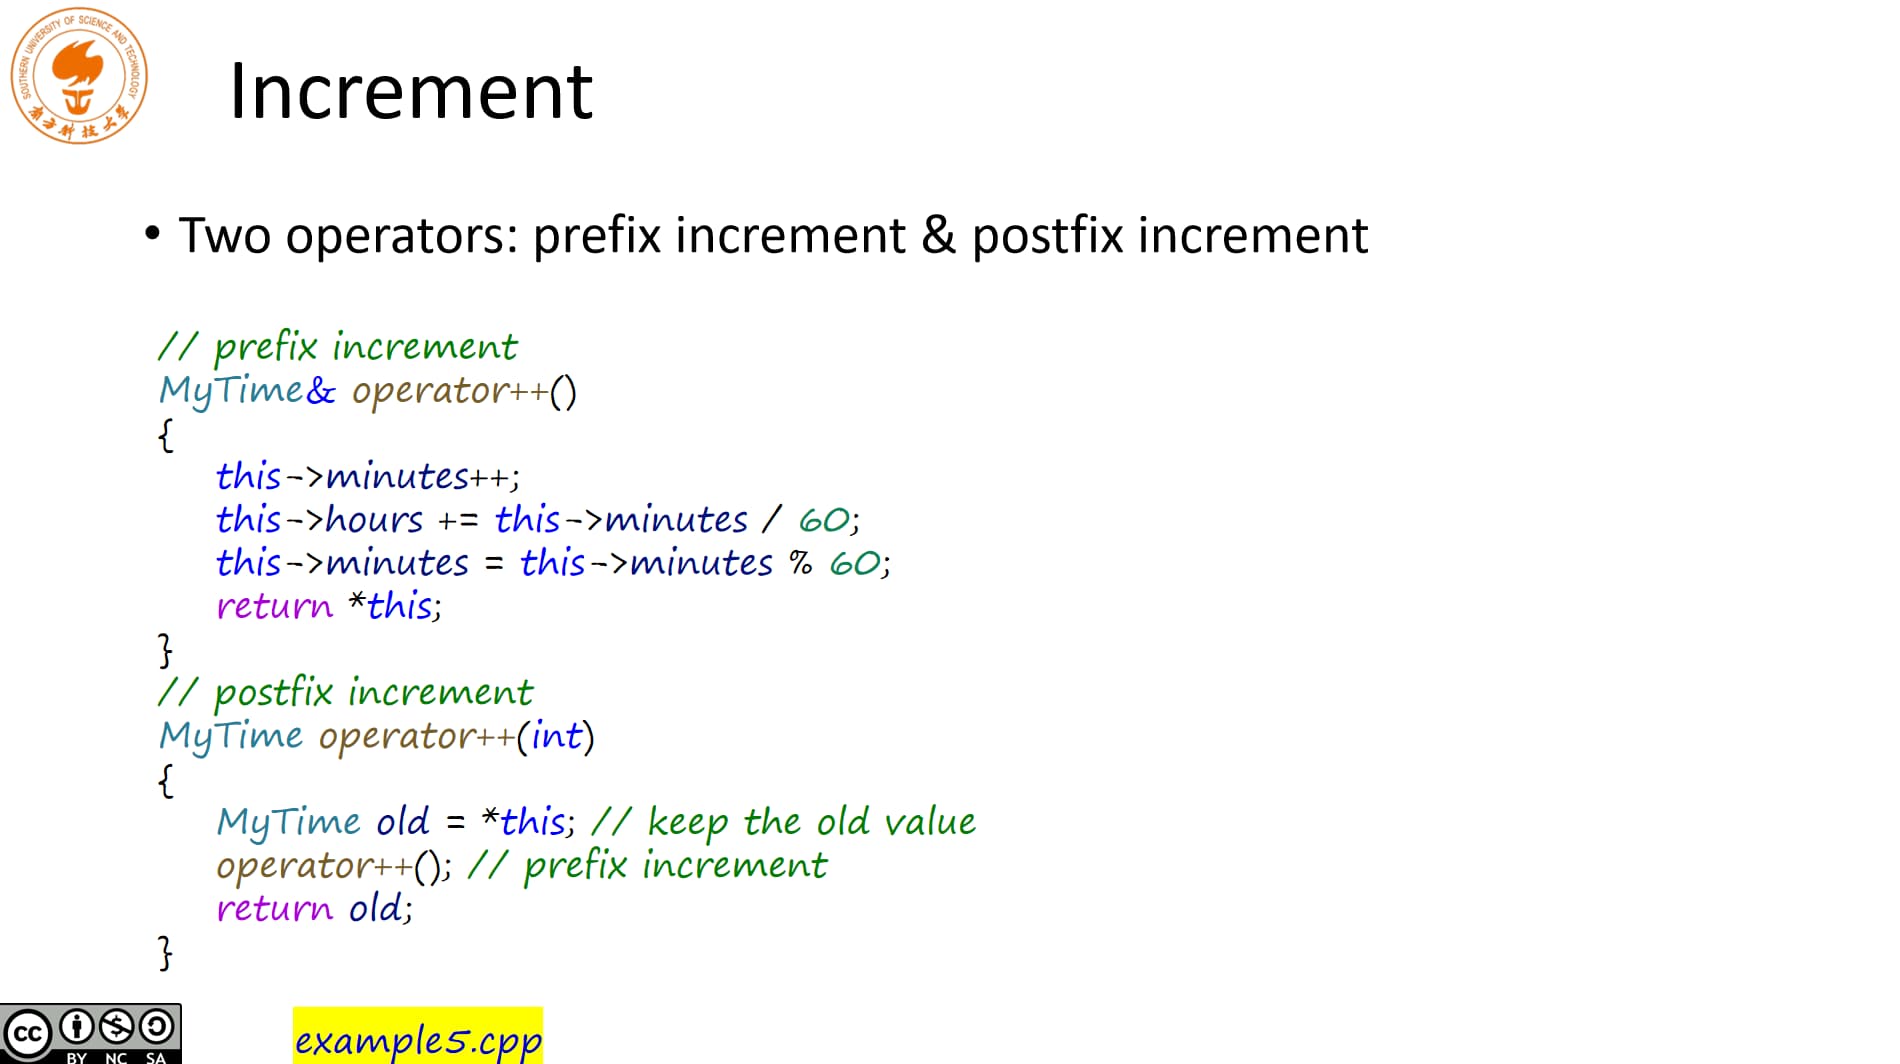 SOUTHERN UNIVERSITY OF SCIENCE AND TECHNOLOGY
南方科技大学
Increment
• Two operators: prefix increment & postfix increment
// prefix increment
MyTime& operator++()
{
this->minutes++;
this->hours += this->minutes / 60;
this->minutes = this->minutes % 60;
return *this;
}
// postfix increment
MyTime operator++(int)
{
MyTime old = *this; // keep the old value
operator++(); // prefix increment
return old;
}
cc
BY NC SA
example5.cpp